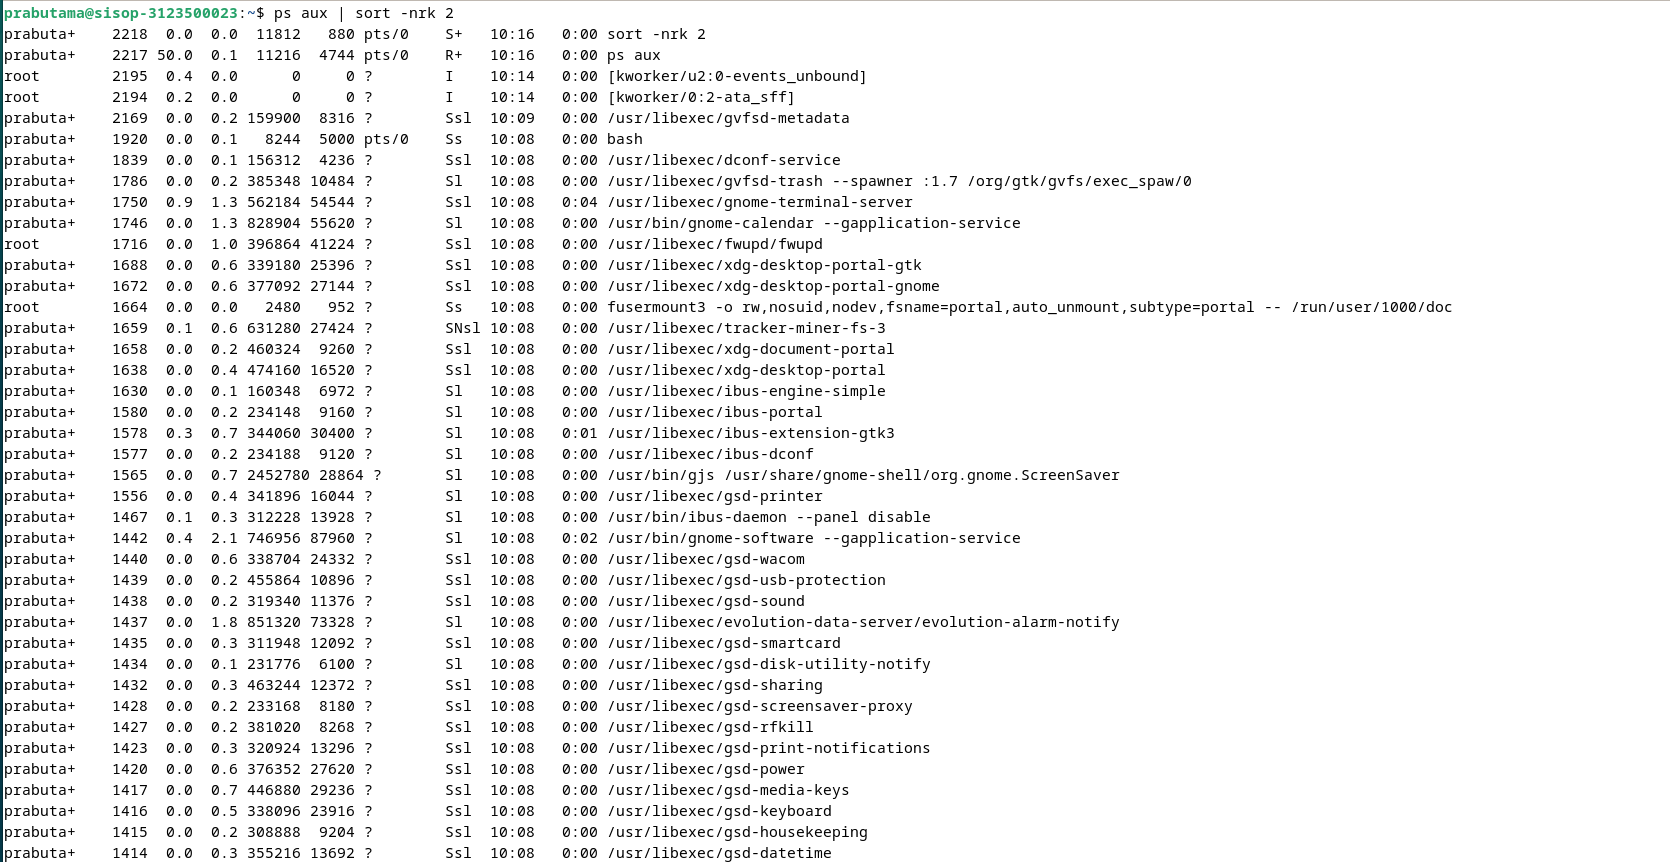 prabutama@sisop-3123500023:~$ ps aux | sort -nrk 2
prabuta+    2218  0.0  0.0  11812   880 pts/0    S+   10:16   0:00 sort -nrk 2
prabuta+    2217 50.0  0.1  11216  4744 pts/0    R+   10:16   0:00 ps aux
root        2195  0.4  0.0      0     0 ?        I    10:14   0:00 [kworker/u2:0-events_unbound]
root        2194  0.2  0.0      0     0 ?        I    10:14   0:00 [kworker/0:2-ata_sff]
prabuta+    2169  0.0  0.2 159900  8316 ?        Ssl  10:09   0:00 /usr/libexec/gvfsd-metadata
prabuta+    1920  0.0  0.1   8244  5000 pts/0    Ss   10:08   0:00 bash
prabuta+    1839  0.0  0.1 156312  4236 ?        Ssl  10:08   0:00 /usr/libexec/dconf-service
prabuta+    1786  0.0  0.2 385348 10484 ?        Sl   10:08   0:00 /usr/libexec/gvfsd-trash --spawner :1.7 /org/gtk/gvfs/exec_spaw/0
prabuta+    1750  0.9  1.3 562184 54544 ?        Ssl  10:08   0:04 /usr/libexec/gnome-terminal-server
prabuta+    1746  0.0  1.3 828904 55620 ?        Sl   10:08   0:00 /usr/bin/gnome-calendar --gapplication-service
root        1716  0.0  1.0 396864 41224 ?        Ssl  10:08   0:00 /usr/libexec/fwupd/fwupd
prabuta+    1688  0.0  0.6 339180 25396 ?        Ssl  10:08   0:00 /usr/libexec/xdg-desktop-portal-gtk
prabuta+    1672  0.0  0.6 377092 27144 ?        Ssl  10:08   0:00 /usr/libexec/xdg-desktop-portal-gnome
root        1664  0.0  0.0   2480   952 ?        Ss   10:08   0:00 fusermount3 -o rw,nosuid,nodev,fsname=portal,auto_unmount,subtype=portal -- /run/user/1000/doc
prabuta+    1659  0.1  0.6 631280 27424 ?        SNsl 10:08   0:00 /usr/libexec/tracker-miner-fs-3
prabuta+    1658  0.0  0.2 460324  9260 ?        Ssl  10:08   0:00 /usr/libexec/xdg-document-portal
prabuta+    1638  0.0  0.4 474160 16520 ?        Ssl  10:08   0:00 /usr/libexec/xdg-desktop-portal
prabuta+    1630  0.0  0.1 160348  6972 ?        Sl   10:08   0:00 /usr/libexec/ibus-engine-simple
prabuta+    1580  0.0  0.2 234148  9160 ?        Sl   10:08   0:00 /usr/libexec/ibus-portal
prabuta+    1578  0.3  0.7 344060 30400 ?        Sl   10:08   0:01 /usr/libexec/ibus-extension-gtk3
prabuta+    1577  0.0  0.2 234188  9120 ?        Sl   10:08   0:00 /usr/libexec/ibus-dconf
prabuta+    1565  0.0  0.7 2452780 28864 ?       Sl   10:08   0:00 /usr/bin/gjs /usr/share/gnome-shell/org.gnome.ScreenSaver
prabuta+    1556  0.0  0.4 341896 16044 ?        Sl   10:08   0:00 /usr/libexec/gsd-printer
prabuta+    1467  0.1  0.3 312228 13928 ?        Sl   10:08   0:00 /usr/bin/ibus-daemon --panel disable
prabuta+    1442  0.4  2.1 746956 87960 ?        Sl   10:08   0:02 /usr/bin/gnome-software --gapplication-service
prabuta+    1440  0.0  0.6 338704 24332 ?        Ssl  10:08   0:00 /usr/libexec/gsd-wacom
prabuta+    1439  0.0  0.2 455864 10896 ?        Ssl  10:08   0:00 /usr/libexec/gsd-usb-protection
prabuta+    1438  0.0  0.2 319340 11376 ?        Ssl  10:08   0:00 /usr/libexec/gsd-sound
prabuta+    1437  0.0  1.8 851320 73328 ?        Sl   10:08   0:00 /usr/libexec/evolution-data-server/evolution-alarm-notify
prabuta+    1435  0.0  0.3 311948 12092 ?        Ssl  10:08   0:00 /usr/libexec/gsd-smartcard
prabuta+    1434  0.0  0.1 231776  6100 ?        Sl   10:08   0:00 /usr/libexec/gsd-disk-utility-notify
prabuta+    1432  0.0  0.3 463244 12372 ?        Ssl  10:08   0:00 /usr/libexec/gsd-sharing
prabuta+    1428  0.0  0.2 233168  8180 ?        Ssl  10:08   0:00 /usr/libexec/gsd-screensaver-proxy
prabuta+    1427  0.0  0.2 381020  8268 ?        Ssl  10:08   0:00 /usr/libexec/gsd-rfkill
prabuta+    1423  0.0  0.3 320924 13296 ?        Ssl  10:08   0:00 /usr/libexec/gsd-print-notifications
prabuta+    1420  0.0  0.6 376352 27620 ?        Ssl  10:08   0:00 /usr/libexec/gsd-power
prabuta+    1417  0.0  0.7 446880 29236 ?        Ssl  10:08   0:00 /usr/libexec/gsd-media-keys
prabuta+    1416  0.0  0.5 338096 23916 ?        Ssl  10:08   0:00 /usr/libexec/gsd-keyboard
prabuta+    1415  0.0  0.2 308888  9204 ?        Ssl  10:08   0:00 /usr/libexec/gsd-housekeeping
prabuta+    1414  0.0  0.3 355216 13692 ?        Ssl  10:08   0:00 /usr/libexec/gsd-datetime